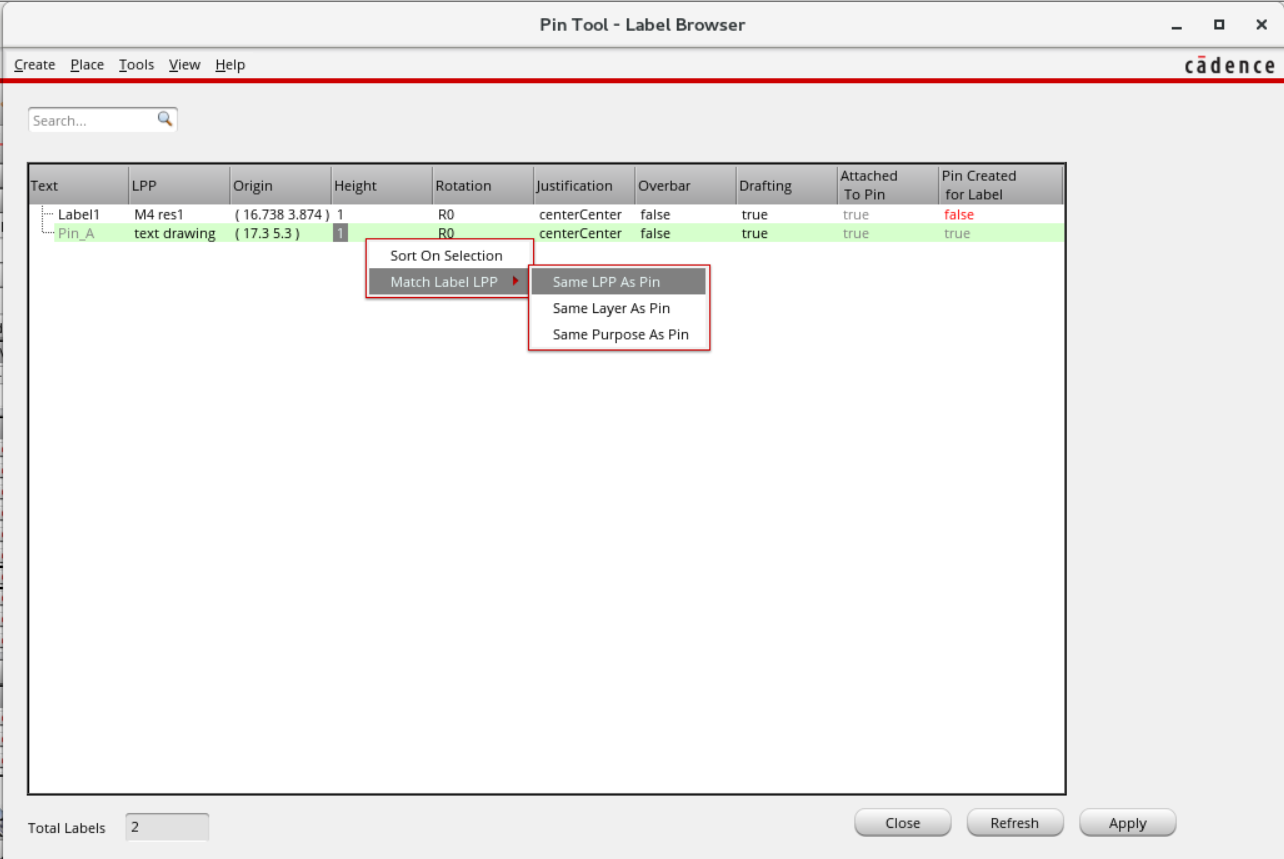 Pin Tool - Label Browser
Create Place Tools View Help
cādence
Search...
Text LPP Origin Height Rotation Justification Overbar Drafting Attached To Pin Pin Created for Label
Label1 M4 res1 ( 16.738 3.874 ) 1 R0 centerCenter false true true false
Pin_A text drawing ( 17.3 5.3 ) 1 R0 centerCenter false true true true
Sort On Selection
Match Label LPP
Same LPP As Pin
Same Layer As Pin
Same Purpose As Pin
Total Labels 2
Close Refresh Apply